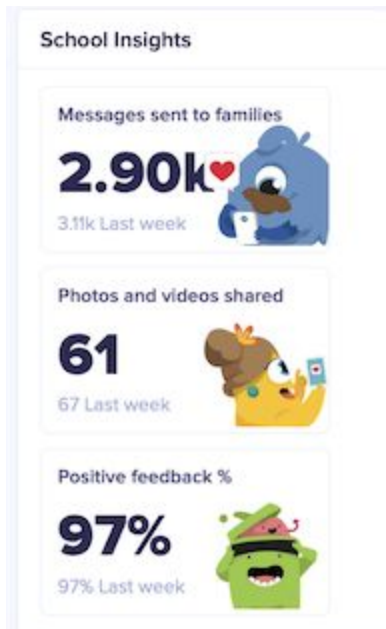 School Insights
Messages sent to families
2.90k
3.11k Last week
Photos and videos shared
61
67 Last week
Positive feedback %
97%
97% Last week